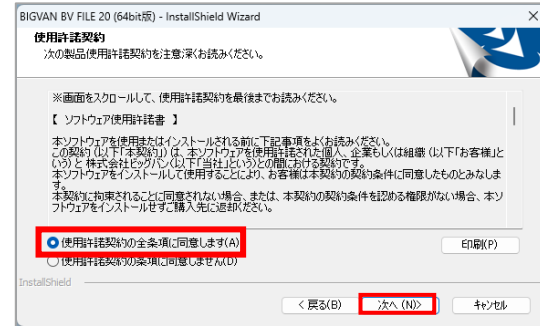 BIGVAN BV FILE 20 (64bit版) - InstallShield Wizard
使用許諾契約
次の製品使用許諾契約を注意深くお読みください。
※画面をスクロールして、使用許諾契約を最後までお読みください。
【 ソフトウェア使用許諾書 】
本ソフトウェアを使用またはインストールされる前に下記事項をよくお読みください。
この契約(以下「本契約」)は、本ソフトウェアを使用許諾された個人、企業もしくは組織(以下「お客様」と
いう)と 株式会社ビッグバン(以下「当社」という)との間における契約です。
本ソフトウェアをインストールして使用することにより、お客様は本契約の契約条件に同意したものとみなしま
す。
本契約に拘束されることに同意されない場合、または、本契約の契約条件を認める権限がない場合、本ソ
フトウェアをインストールせずご購入先に返却ください。
使用許諾契約の全条項に同意します(A)
印刷(P)
使用許諾契約の条項に同意しません(D)
InstallShield
< 戻る(B)
次へ (N)>
キャンセル